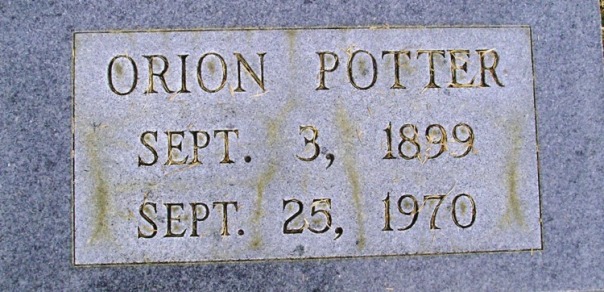 ORION POTTER
SEPT. 3, 1899
SEPT. 25, 1970